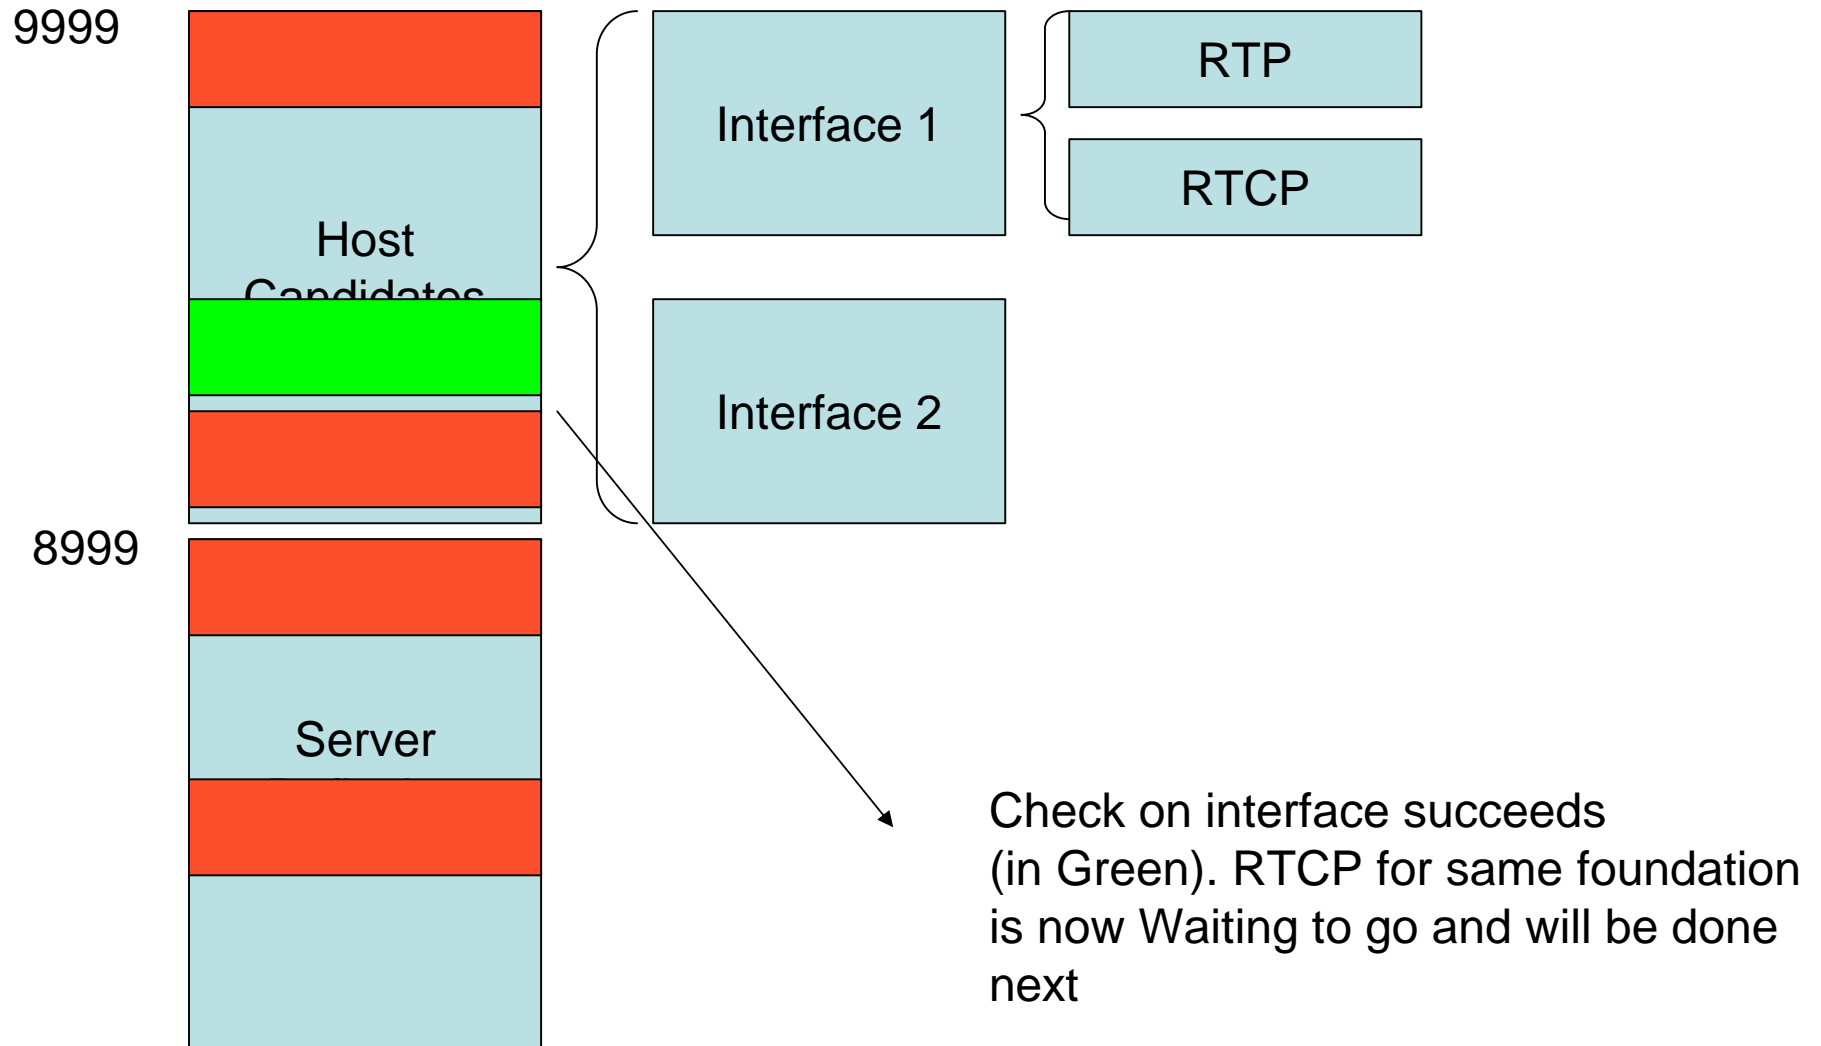 9999
Host
Candidates
8999
Server
Interface 1
Interface 2
RTP
RTCP
Check on interface succeeds
(in Green). RTCP for same foundation
is now Waiting to go and will be done
next